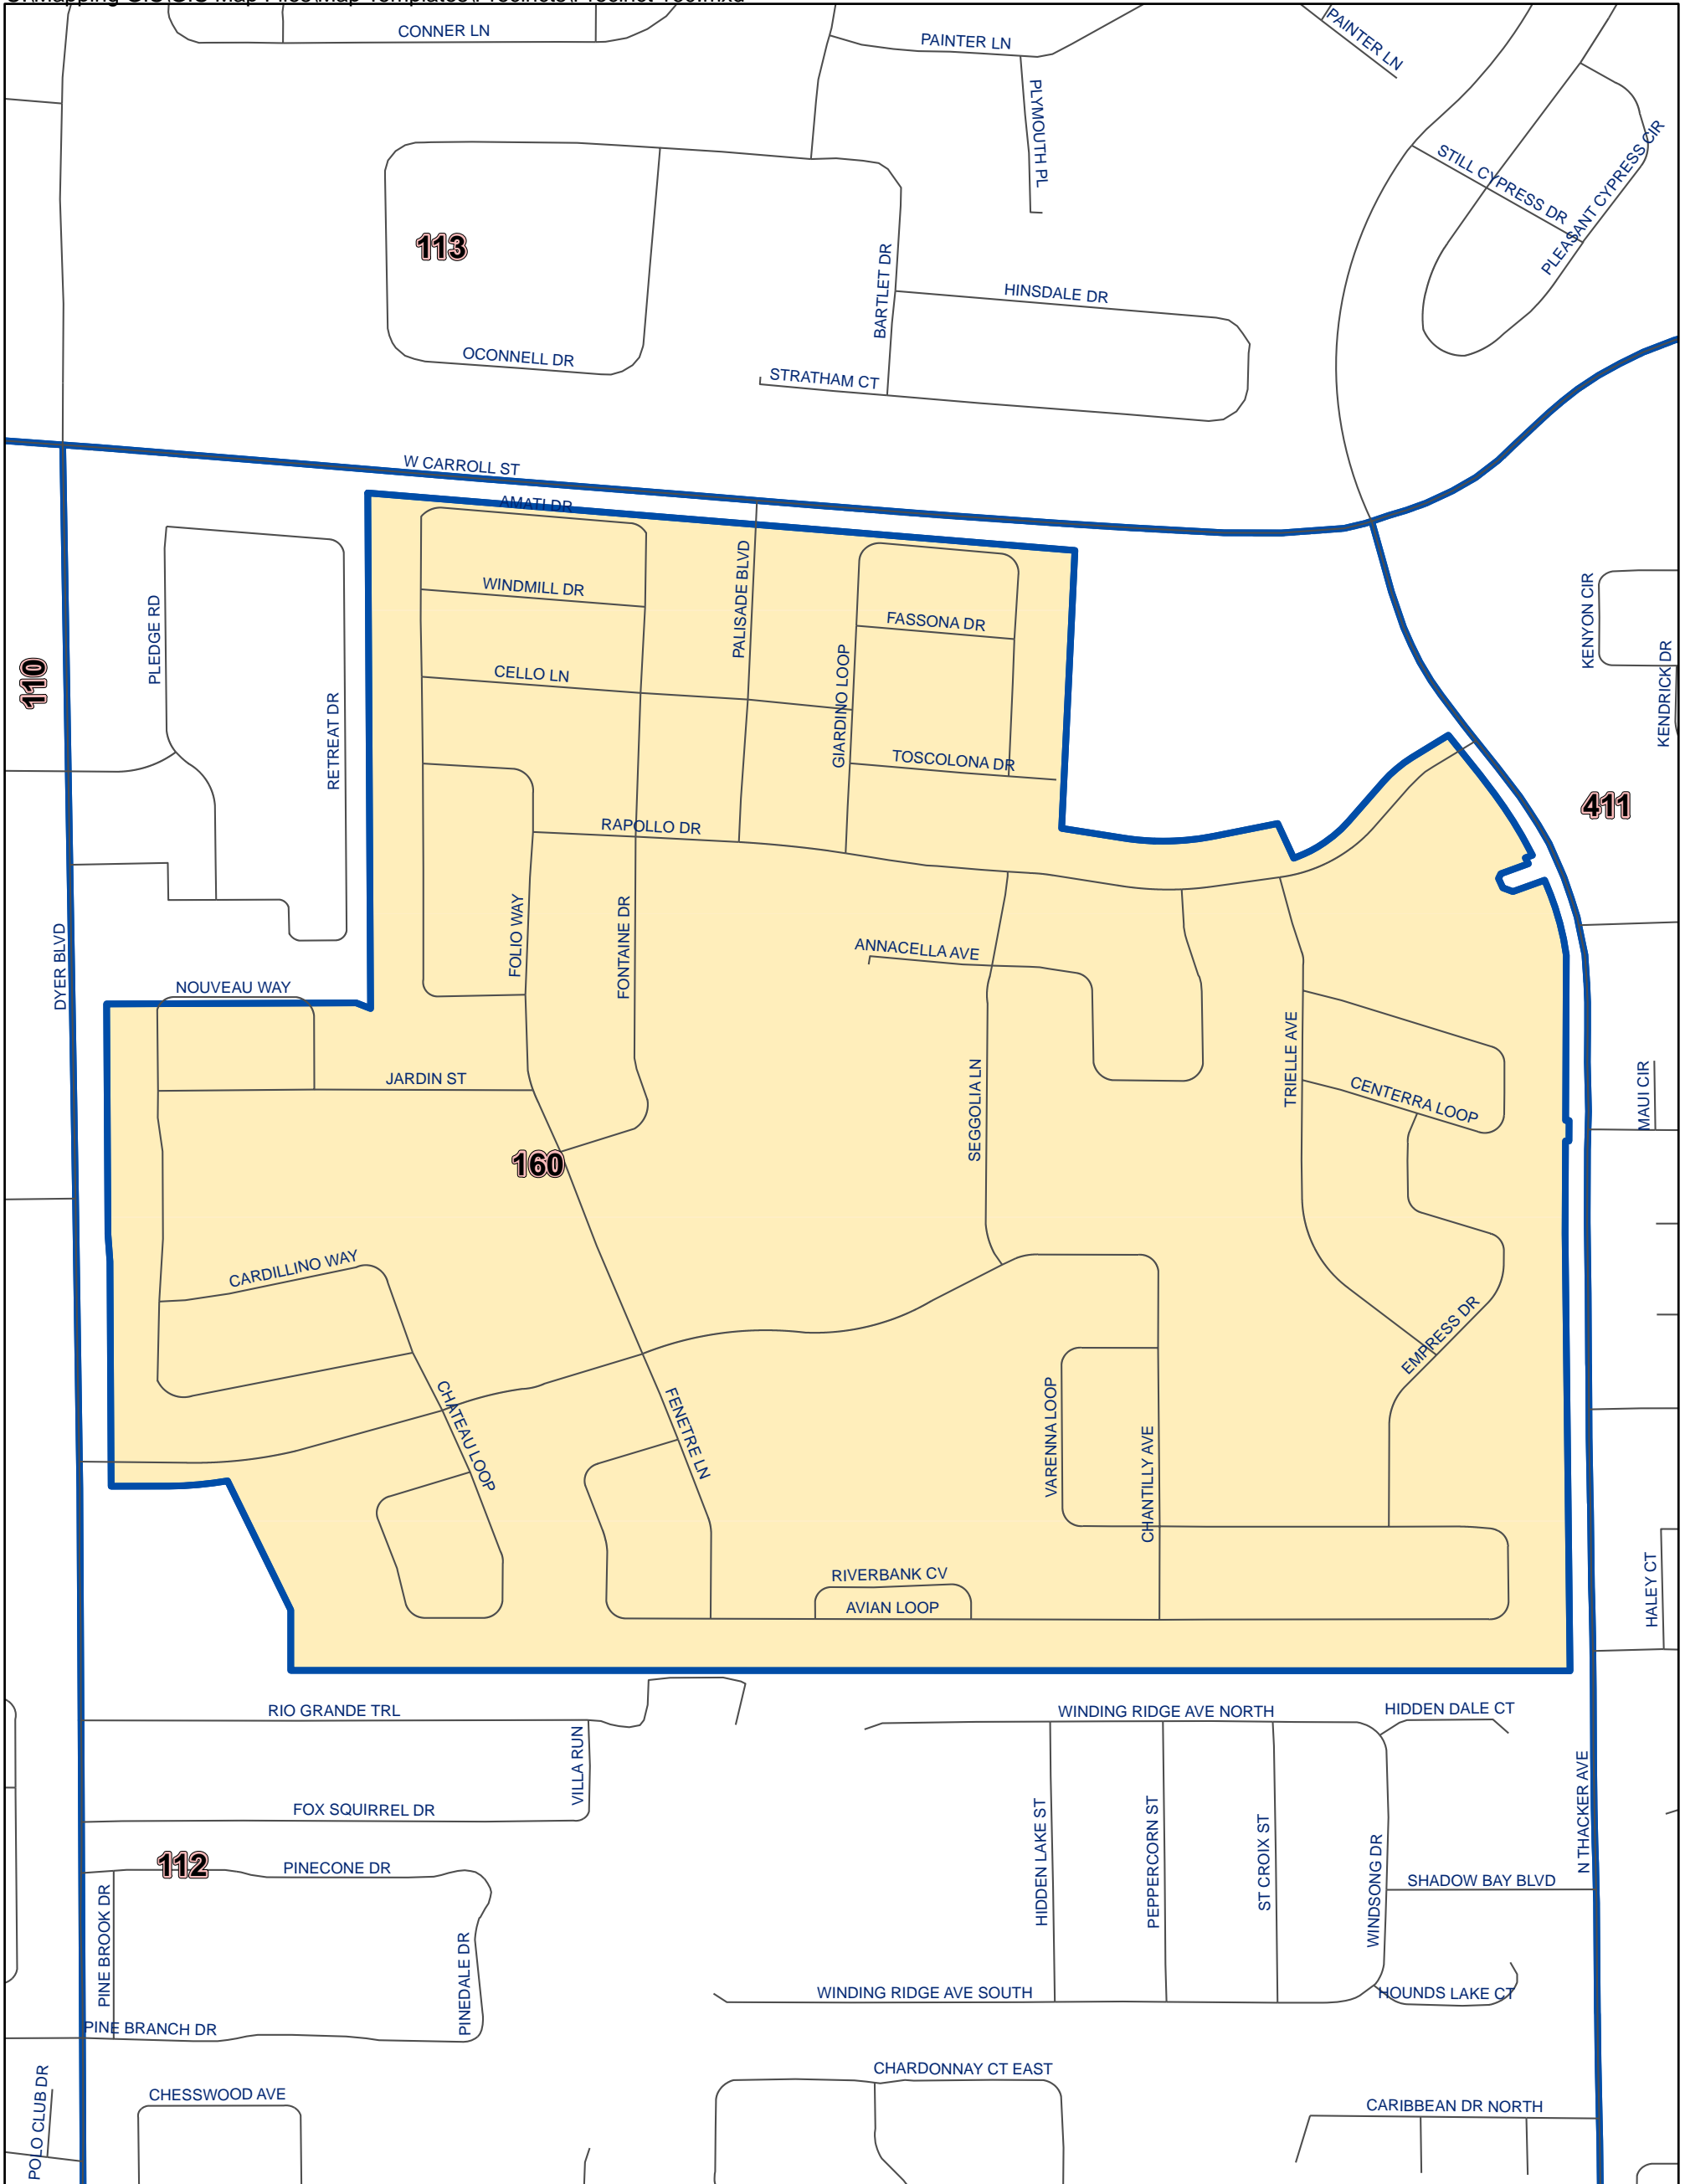 CONNER LN
PAINTER LN
PAINTER LN
PLYMOUTH PL
STILL CYPRESS DR
PLEASANT CYPRESS CIR
113
BARTLET DR
HINSDALE DR
OCONNELL DR
STRATHAM CT
W CARROLL ST
AMATI DR
PALISADE BLVD
WINDMILL DR
FASSONA DR
KENYON CIR
KENDRICK DR
PLEDGE RD
110
CELLO LN
GIARDINO LOOP
RETREAT DR
TOSCOLONA DR
411
RAPOLLO DR
FOLIO WAY
FONTAINE DR
ANNACELLA AVE
DYER BLVD
NOUVEAU WAY
JARDIN ST
SEGGOLIA LN
TRIELLE AVE
CENTERRA LOOP
MAUI CIR
160
CARDILLINO WAY
EMPRESS DR
CHATEAU LOOP
FENETRE LN
VARENNA LOOP
CHANTILLY AVE
RIVERBANK CV
AVIAN LOOP
HALEY CT
RIO GRANDE TRL
WINDING RIDGE AVE NORTH
HIDDEN DALE CT
VILLA RUN
FOX SQUIRREL DR
N THACKER AVE
HIDDEN LAKE ST
PEPPERCORN ST
ST CROIX ST
WINDSONG DR
112
PINECONE DR
SHADOW BAY BLVD
PINE BROOK DR
PINEDALE DR
WINDING RIDGE AVE SOUTH
HOUNDS LAKE CT
PINE BRANCH DR
CHARDONNAY CT EAST
POLO CLUB DR
CHESSWOOD AVE
CARIBBEAN DR NORTH